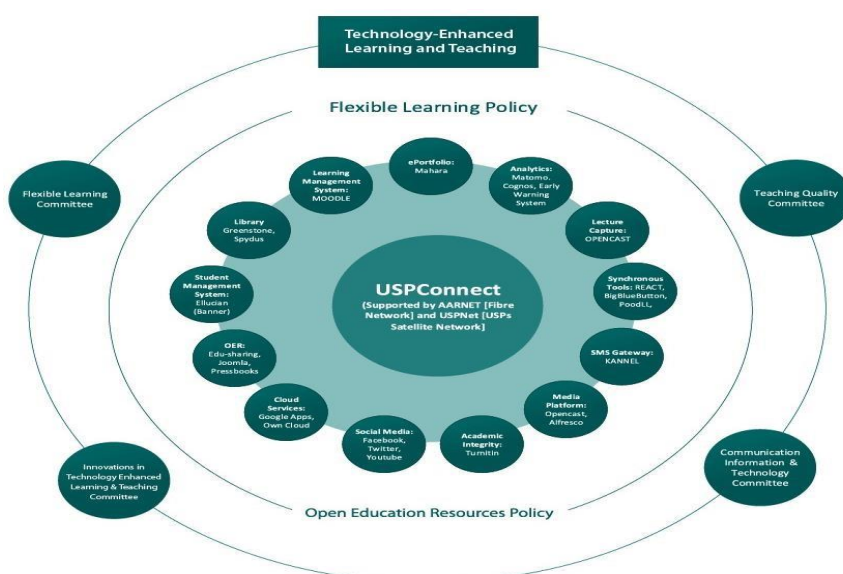 Technology-Enhanced
Learning and Teaching
Flexible Learning Policy
ePortfolio:
Mahara
Learning
Management
System:
MOODLE
Analytics:
Matomo.
Cognos, Early
Warning
System
Flexible Learning
Committee
Teaching Quality
Committee
Library
Greenstone,
Spydus
Lecture
Capture:
OPENCAST
Student
Management
System:
Ellucian
(Banner)
USPConnect
(Supported by AARNET [Fibre
Network] and USPNet [USPs
Satellite Network]
Synchronous
Tools: REACT,
BigBlueButton,
PoodLL,
OER:
Edu-sharing,
Joomla,
Pressbooks
SMS Gateway:
KANNEL
Cloud
Services:
Google Apps,
Own Cloud
Media
Platform:
Opencast,
Alfresco
Social Media:
Facebook,
Twitter,
Youtube
Academic
Integrity:
Turnitin
Innovations in
Technology Enhanced
Learning & Teaching
Committee
Communication
Information &
Technology
Committee
Open Education Resources Policy